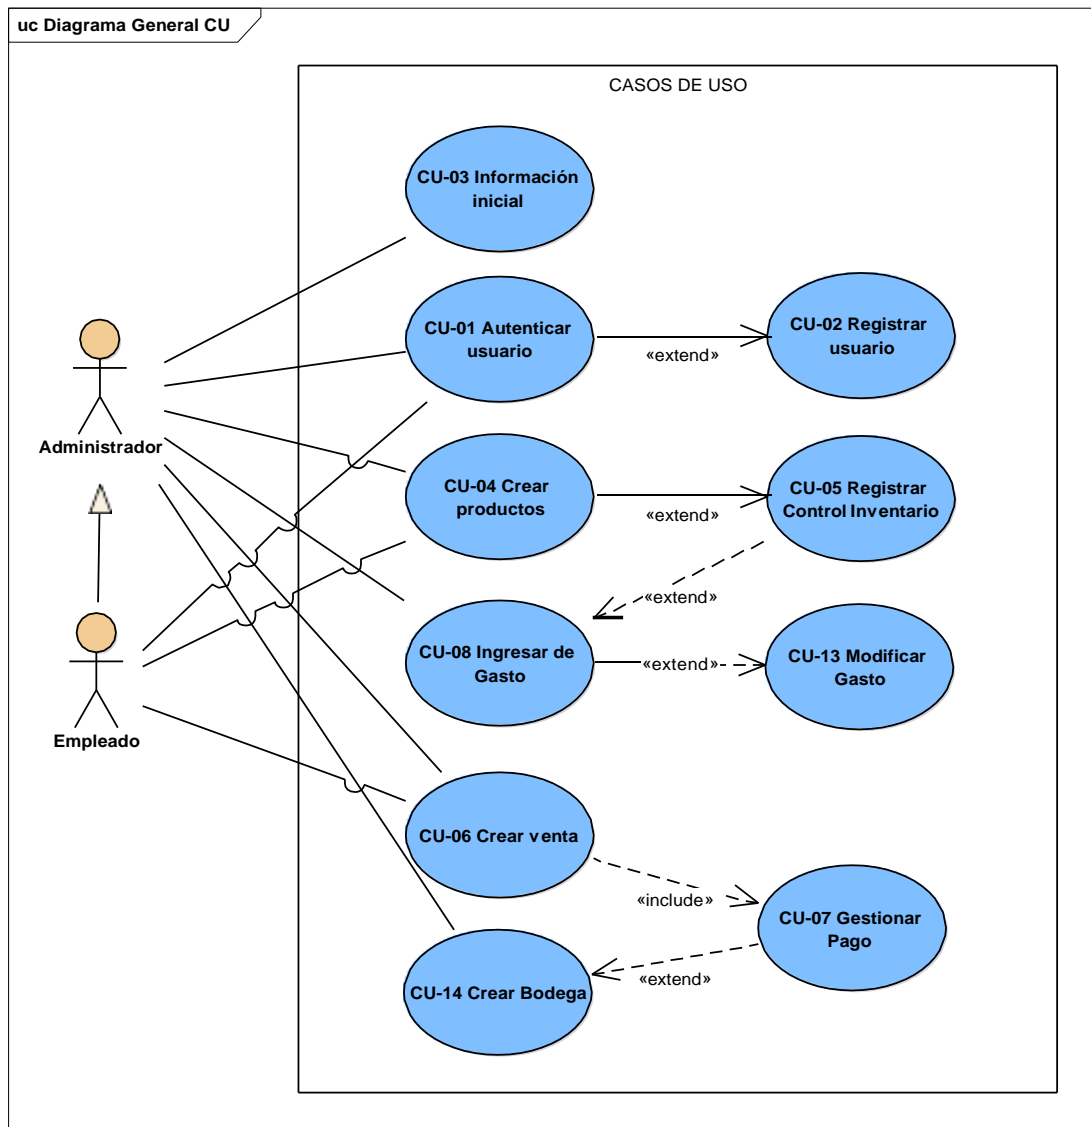 uc Diagrama General CU
CASOS DE USO
CU-03 Información
inicial
CU-01 Autenticar
usuario
«extend»
CU-02 Registrar
usuario
Administrador
CU-04 Crear
productos
«extend»
CU-05 Registrar
Control Inventario
«extend»
CU-08 Ingresar de
Gasto
«extend»
CU-13 Modificar
Gasto
Empleado
CU-06 Crear venta
«include»
CU-07 Gestionar
Pago
«extend»
CU-14 Crear Bodega